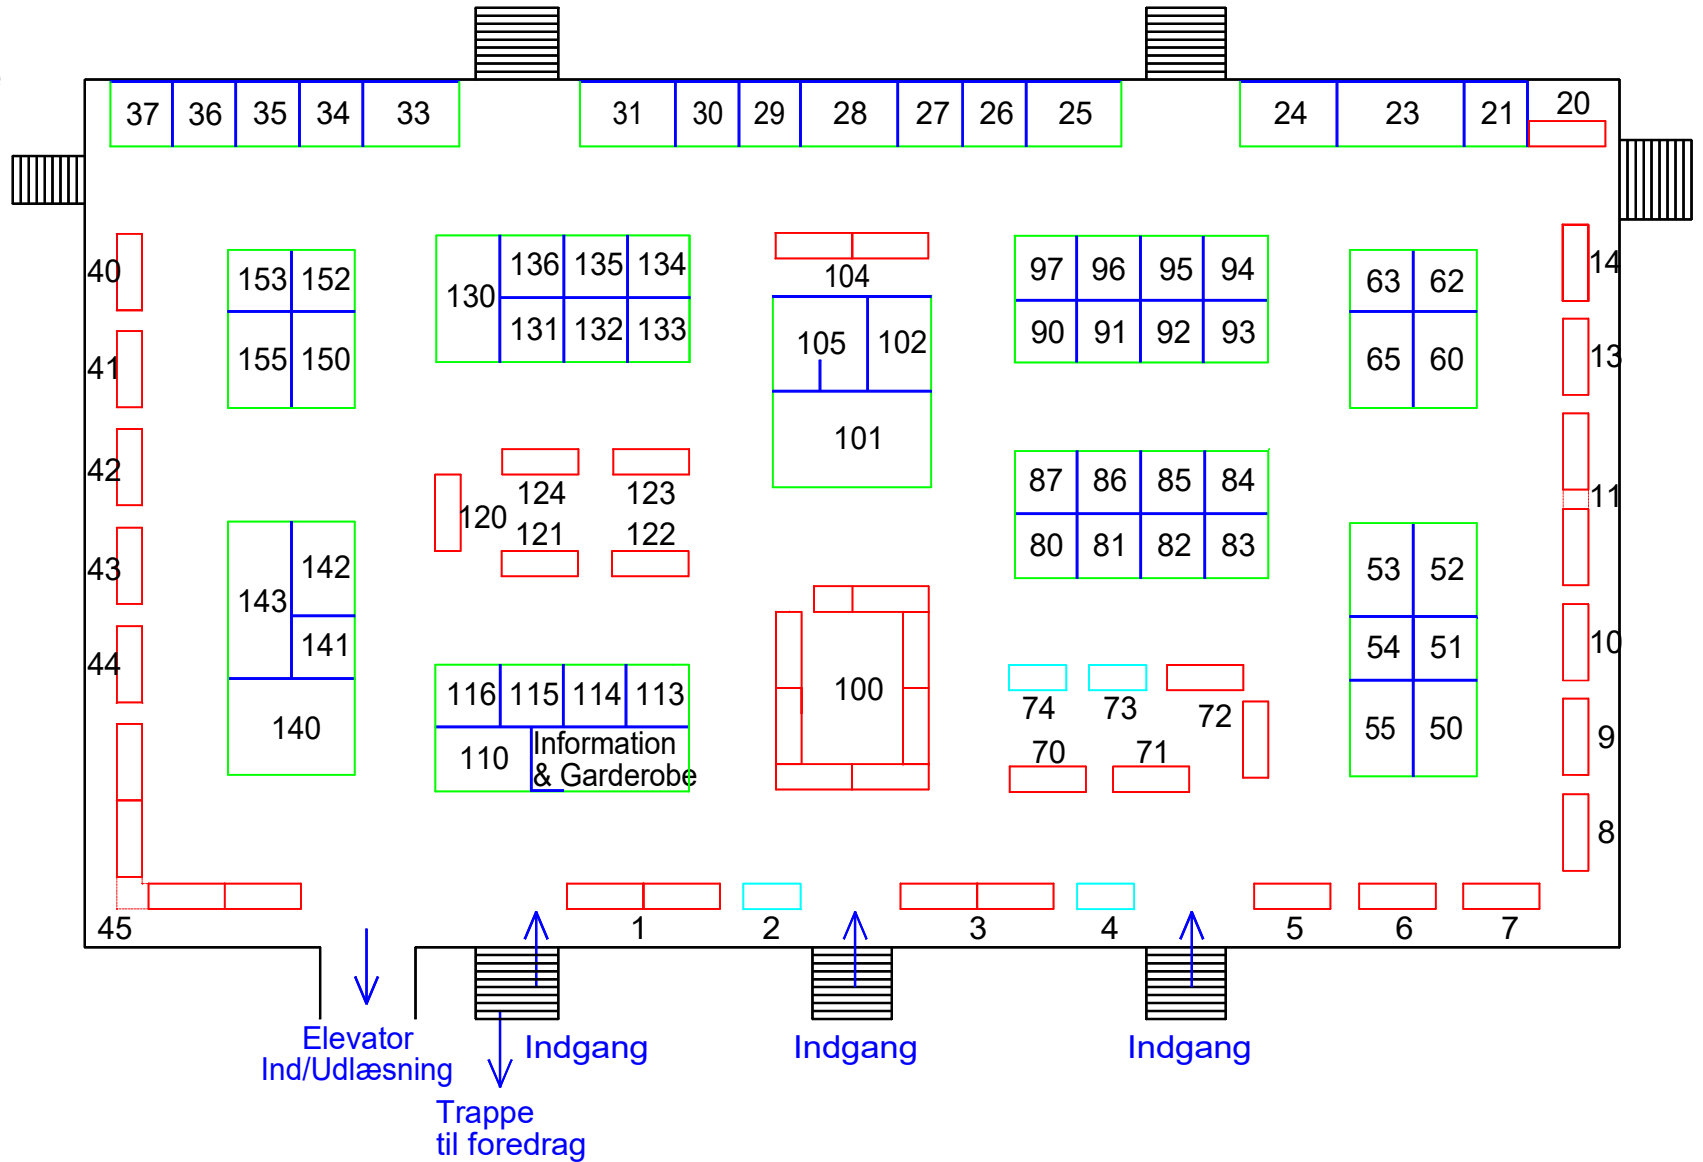 37 36 35 34 33 31 30 29 28 27 26 25 24 23 21 20
40 153 152 130 136 135 134 104 97 96 95 94 63 62 14
41 155 150 131 132 133 105 102 90 91 92 93 65 60 13
101
42 124 123 87 86 85 84 11
120 121 122 80 81 82 83
43 143 142 53 52
44 141 116 115 114 113 100 74 73 72 54 51 10
140 110 Information 70 71 55 50 9
& Garderobe
8
45 1 2 3 4 5 6 7
Elevator
Ind/Udlæsning
Indgang Indgang Indgang
Trappe
til foredrag